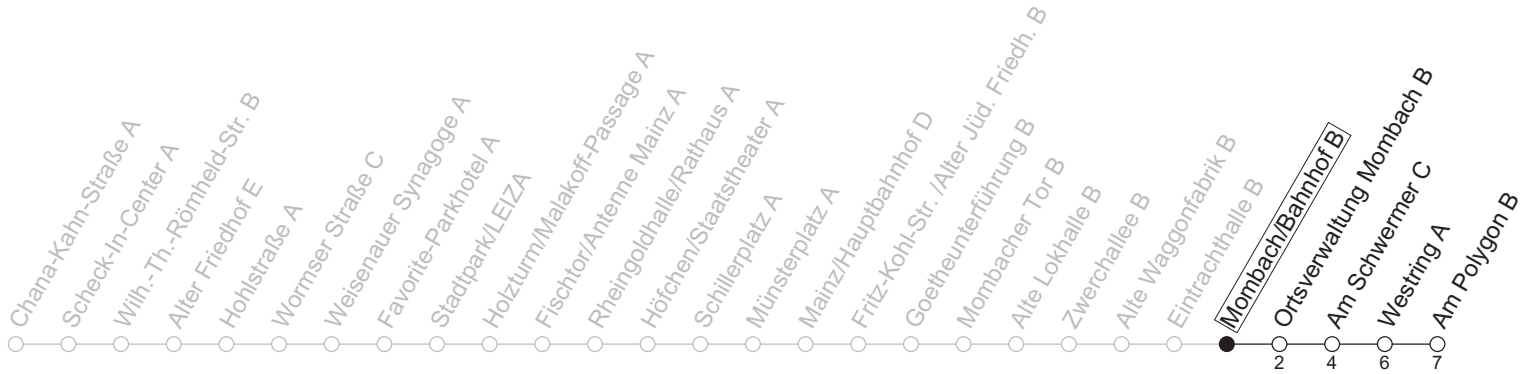 Chana-Kahn-Straße A
Scheck-In-Center A
Wilh.-Th.-Römheld-Str. B
Alter Friedhof E
Hohlstraße A
Wormser Straße C
Weisenauer Synagoge A
Favorite-Parkhotel A
Stadtpark/LEIZA
Holzturm/Malakoff-Passage A
Fischtor/Antenne Mainz A
Rheingoldhalle/Rathaus A
Höfchen/Staatstheater A
Schillerplatz A
Münsterplatz A
Mainz/Hauptbahnhof D
Fritz-Kohl-Str. /Alter Jüd. Friedh. B
Goetheunterführung B
Mombacher Tor B
Alte Lokhalle B
Zwerchallee B
Alte Waggonfabrik B
Eintrachthalle B
Mombach/Bahnhof B
Ortsverwaltung Mombach B
Am Schwermer C
Westring A
Am Polygon B
2 4 6 7